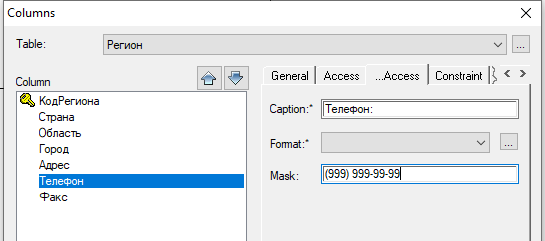 Columns
Table:
Регион
...
Column
КодРегиона
Страна
Область
Город
Адрес
Телефон
Факс
General
Access
...Access
Constraint
Caption:*
Телефон:
Format:*
...
Mask:
(999) 999-99-99